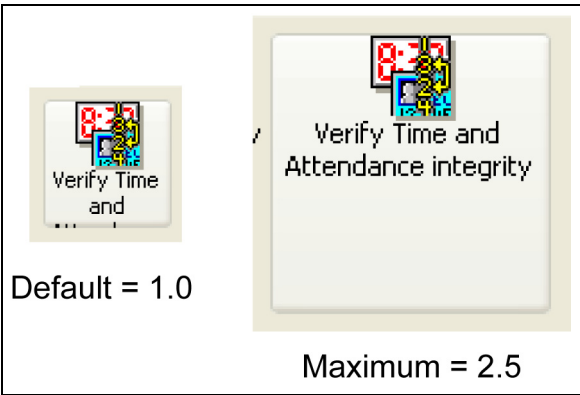 Verify Time
and
Default = 1.0
Verify Time and
Attendance integrity
Maximum = 2.5